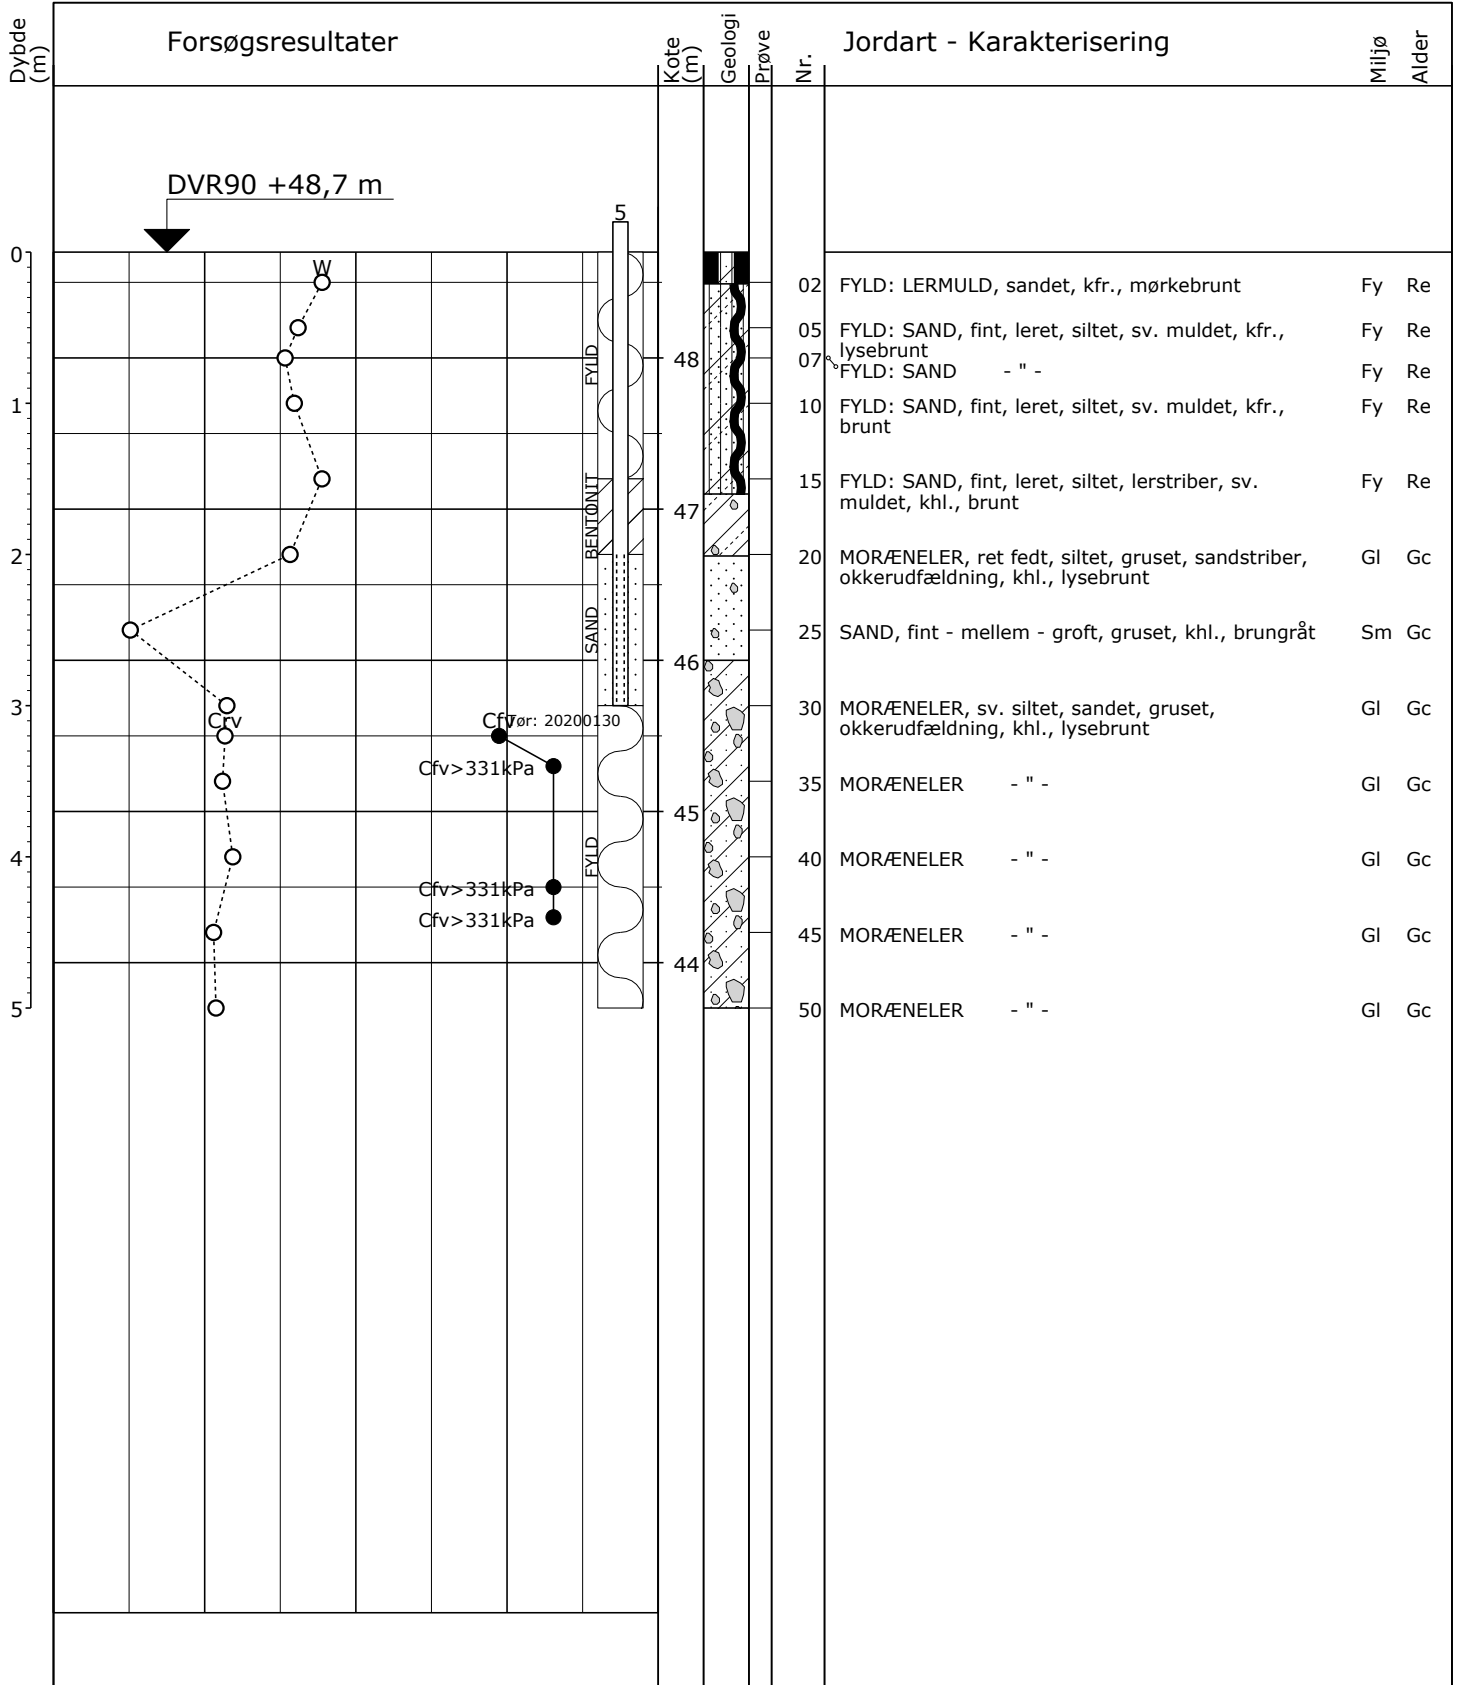 Dybde
(m)
Forsøgsresultater
Kote
(m)
Geologi
Prøve
Nr.
Jordart - Karakterisering
Miljø
Alder
DVR90 +48,7 m
5
0
W
02 FYLD: LERMULD, sandet, kfr., mørkebrunt Fy Re
05 FYLD: SAND, fint, leret, siltet, sv. muldet, kfr., Fy Re
lysebrunt
FYLD
48
07 FYLD: SAND - " - Fy Re
1
10 FYLD: SAND, fint, leret, siltet, sv. muldet, kfr., Fy Re
brunt
15 FYLD: SAND, fint, leret, siltet, lerstriber, sv. Fy Re
muldet, khl., brunt
BENTONIT
47
2
20 MORÆNELER, ret fedt, siltet, gruset, sandstriber, Gl Gc
okkerudfældning, khl., lysebrunt
SAND
25 SAND, fint - mellem - groft, gruset, khl., brungråt Sm Gc
46
3
30 MORÆNELER, sv. siltet, sandet, gruset, Gl Gc
okkerudfældning, khl., lysebrunt
Crv
Cfv
Tør: 20200130
Cfv>331kPa
35 MORÆNELER - " - Gl Gc
45
4
FYLD
40 MORÆNELER - " - Gl Gc
Cfv>331kPa
Cfv>331kPa
45 MORÆNELER - " - Gl Gc
44
5
50 MORÆNELER - " - Gl Gc